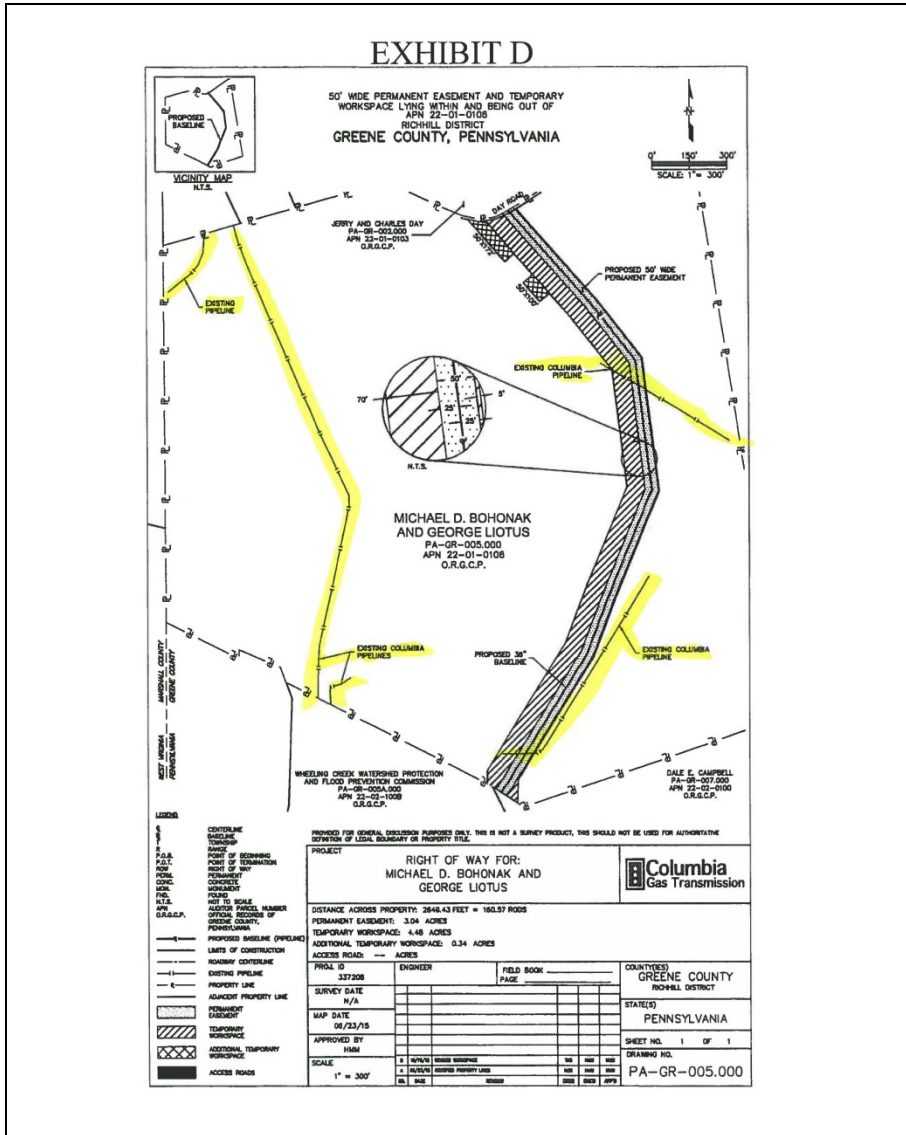 EXHIBIT D
PROPOSED
BASELINE
VICINITY MAP
N.T.S.
50' WIDE PERMANENT EASEMENT AND TEMPORARY
WORKSPACE LYING WITHIN AND BEING OUT OF
APN 22-01-0108
RICHHILL DISTRICT
GREENE COUNTY, PENNSYLVANIA
0' 150' 300'
SCALE: 1" = 300'
JERRY AND CHARLES DAY
PA-GR-002.000
APN 22-01-0103
O.R.G.C.P.
DAY ROAD
50'X100'
PROPOSED 50' WIDE
PERMANENT EASEMENT
EXISTING
PIPELINE
EXISTING COLUMBIA
PIPELINE
70'
50'
25'
25'
5'
N.T.S.
MICHAEL D. BOHONAK
AND GEORGE LIOTUS
PA-GR-005.000
APN 22-01-0108
O.R.G.C.P.
EXISTING COLUMBIA
PIPELINES
EXISTING COLUMBIA
PIPELINE
PROPOSED 36"
BASELINE
MARSHALL COUNTY
GREENE COUNTY
WEST VIRGINIA
PENNSYLVANIA
WHEELING CREEK WATERSHED PROTECTION
AND FLOOD PREVENTION COMMISSION
PA-GR-005A.000
APN 22-02-100B
O.R.G.C.P.
DALE E. CAMPBELL
PA-GR-007.000
APN 22-02-0100
O.R.G.C.P.
LEGEND
CENTERLINE
BASELINE
T TOWNSHIP
R RANGE
P.O.B. POINT OF BEGINNING
P.O.T. POINT OF TERMINATION
ROW RIGHT OF WAY
PERM. PERMANENT
CONC. CONCRETE
MON. MONUMENT
FND. FOUND
N.T.S. NOT TO SCALE
APN AUDITOR PARCEL NUMBER
O.R.G.C.P. OFFICIAL RECORDS OF
GREENE COUNTY,
PENNSYLVANIA
PROPOSED BASELINE (PIPELINE)
LIMITS OF CONSTRUCTION
ROADWAY CENTERLINE
EXISTING PIPELINE
PROPERTY LINE
ADJACENT PROPERTY LINE
PERMANENT
EASEMENT
TEMPORARY
WORKSPACE
ADDITIONAL TEMPORARY
WORKSPACE
ACCESS ROADS
PROVIDED FOR GENERAL DISCUSSION PURPOSES ONLY. THIS IS NOT A SURVEY PRODUCT, THIS SHOULD NOT BE USED FOR AUTHORITATIVE
DEFINITION OF LEGAL BOUNDARY OR PROPERTY TITLE.
PROJECT
RIGHT OF WAY FOR:
MICHAEL D. BOHONAK AND
GEORGE LIOTUS
Columbia
Gas Transmission
DISTANCE ACROSS PROPERTY: 2649.43 FEET = 160.57 RODS
PERMANENT EASEMENT: 3.04 ACRES
TEMPORARY WORKSPACE: 4.48 ACRES
ADDITIONAL TEMPORARY WORKSPACE: 0.34 ACRES
ACCESS ROAD: --- ACRES
PROJ. ID
337206
ENGINEER
FIELD BOOK
PAGE
COUNTY(IES)
GREENE COUNTY
RICHHILL DISTRICT
SURVEY DATE
N/A
STATE(S)
PENNSYLVANIA
MAP DATE
06/23/15
APPROVED BY
HMM
SHEET NO. 1 OF 1
SCALE
1" = 300'
DRAWING NO.
PA-GR-005.000